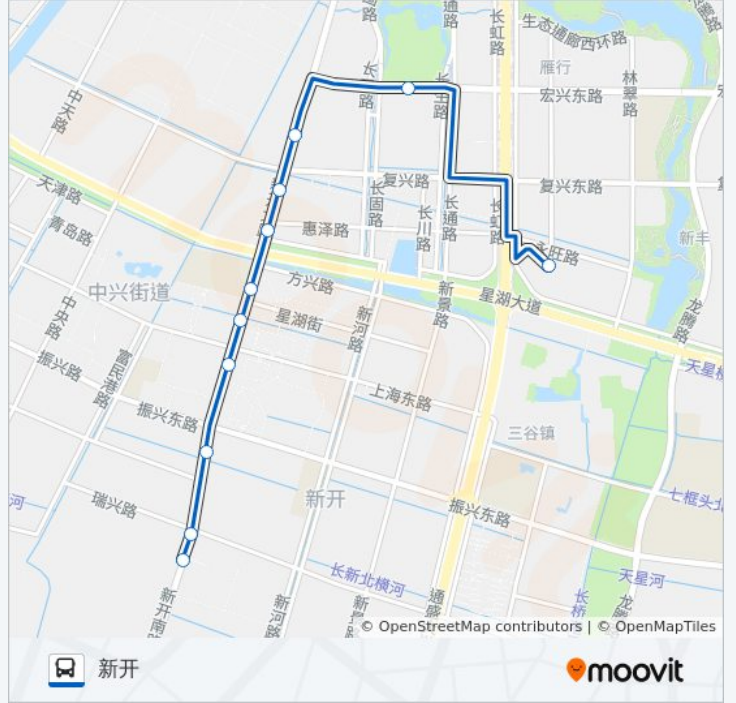 长虹路
生态通廊西环路
雁行
林翠路
宏兴东路
中天路
复兴路
复兴东路
天津路
长固路
长川路
长通路
长虹路
惠泽路
永旺路
新丰
青岛路
中兴街道
方兴路
星湖大道
星湖街
新河路
新景路
龙腾路
中央路
富民港路
振兴路
振兴东路
上海东路
三谷镇
新开
瑞兴路
振兴东路
七框头
长新北横河
天星河
河
新开南路
新河路
© OpenStreetMap contributors | © OpenMapTiles
新开
moovit